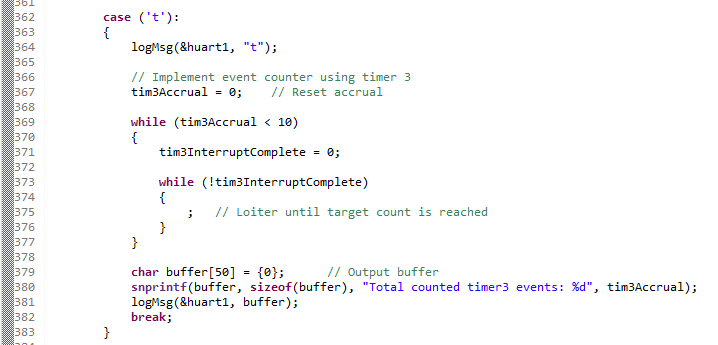 361
362 case ('t'):
363 {
364 logMsg(&huart1, "t");
365
366 // Implement event counter using timer 3
367 tim3Accrual = 0; // Reset accrual
368
369 while (tim3Accrual < 10)
370 {
371 tim3InterruptComplete = 0;
372
373 while (!tim3InterruptComplete)
374 {
375 ; // Loiter until target count is reached
376 }
377 }
378
379 char buffer[50] = {0}; // Output buffer
380 snprintf(buffer, sizeof(buffer), "Total counted timer3 events: %d", tim3Accrual);
381 logMsg(&huart1, buffer);
382 break;
383 }